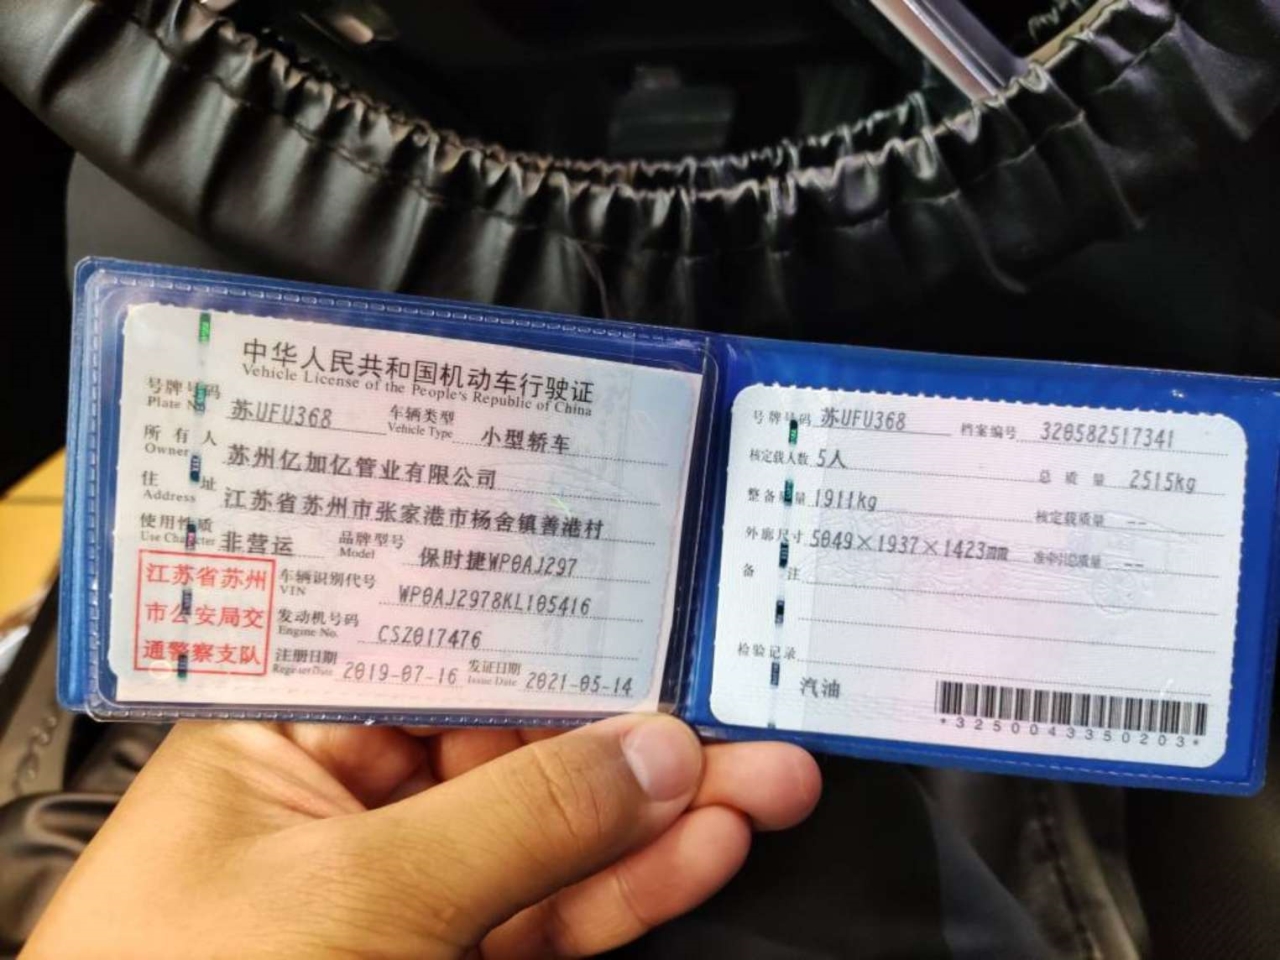 中华人民共和国机动车行驶证
Vehicle License of the People's Republic of China
号牌号码 苏UFU368 车辆类型 小型轿车
Plate No. Vehicle Type
所有人 苏州亿加亿管业有限公司
Owner
住址 江苏省苏州市张家港市杨舍镇善港村
Address
使用性质 非营运 品牌型号 保时捷WP0AJ297
Use Character Model
江苏省苏州
市公安局交
通警察支队
车辆识别代号 WP0AJ2978KL105416
VIN
发动机号码 CSZ017476
Engine No.
注册日期 2019-07-16 发证日期 2021-05-14
Register Date Issue Date
号牌号码 苏UFU368 档案编号 320582517341
核定载人数 5人 总质量 2515kg
整备质量 1911kg 核定载质量 --
外廓尺寸 5049×1937×1423mm 准牵引总质量 --
备注
检验记录
汽油
*3250043350203*